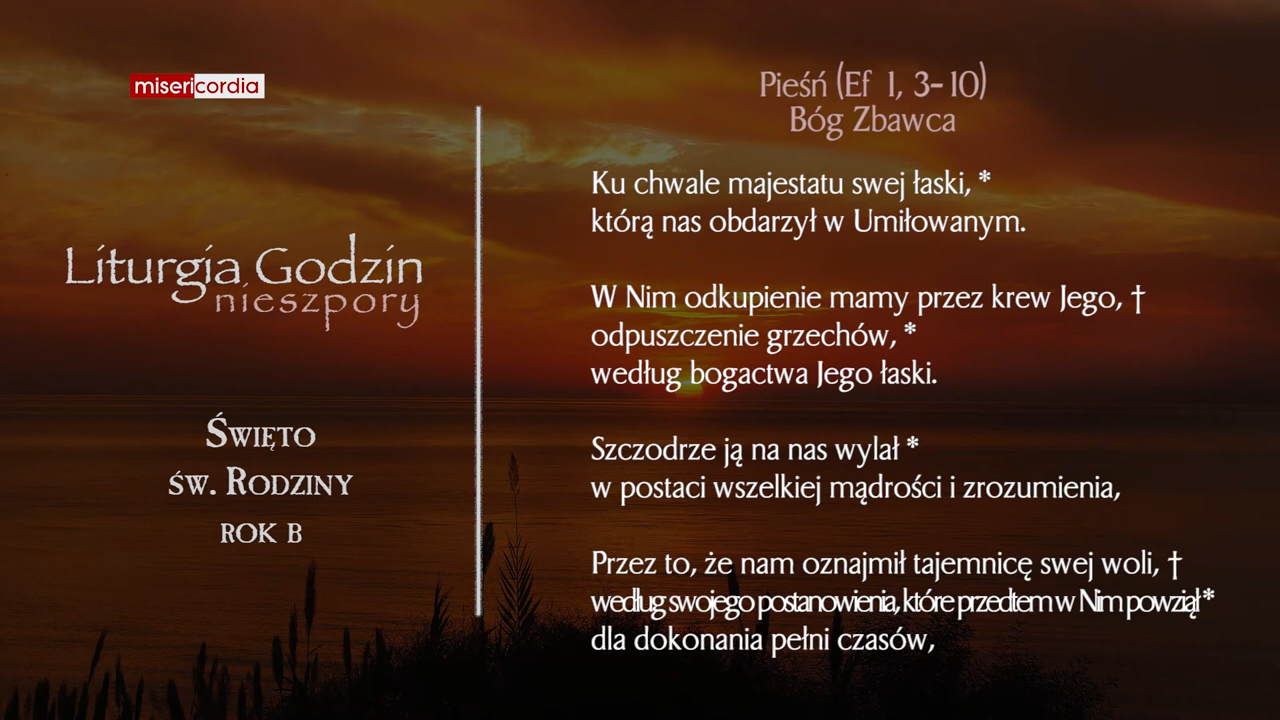 misericordia
Liturgia Godzin
nieszpory
Święto
św. Rodziny
rok B
Pieśń (Ef 1, 3-10)
Bóg Zbawca
Ku chwale majestatu swej łaski, *
którą nas obdarzył w Umiłowanym.
W Nim odkupienie mamy przez krew Jego, †
odpuszczenie grzechów, *
według bogactwa Jego łaski.
Szczodrze ją na nas wylał *
w postaci wszelkiej mądrości i zrozumienia,
Przez to, że nam oznajmił tajemnicę swej woli, †
według swojego postanowienia, które przedtem w Nim powziął *
dla dokonania pełni czasów,